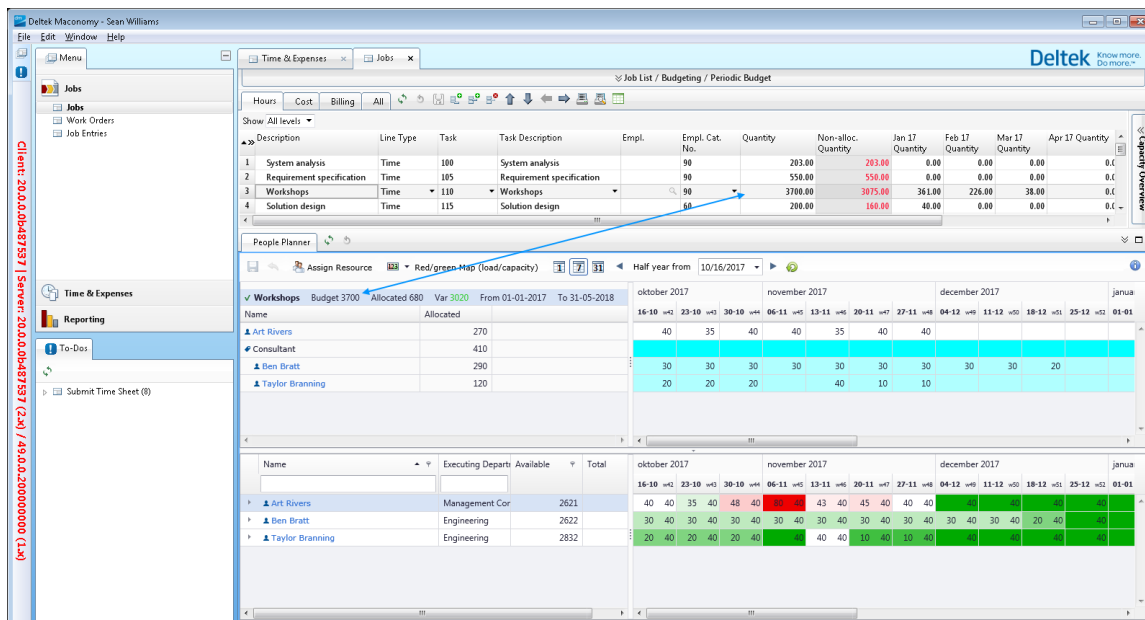 Deltek Maconomy - Sean Williams
File Edit Window Help
Client: 20.0.0.0b487537 | Server: 20.0.0.0b487537 (2.x) / 49.0.0.200000000 (1.x)
Menu
Jobs
Jobs
Work Orders
Job Entries
Time & Expenses
Reporting
To-Dos
Submit Time Sheet (8)
Time & Expenses × Jobs ×
Deltek Know more. Do more.™
Job List / Budgeting / Periodic Budget
Hours Cost Billing All
Show All levels
Description Line Type Task Task Description Empl. Empl. Cat. No. Quantity Non-alloc. Quantity Jan 17 Quantity Feb 17 Quantity Mar 17 Quantity Apr 17 Quantity
1 System analysis Time 100 System analysis 90 203.00 203.00 0.00 0.00 0.00
2 Requirement specification Time 105 Requirement specification 90 550.00 550.00 0.00 0.00 0.00
3 Workshops Time 110 Workshops 90 3700.00 3075.00 361.00 226.00 38.00
4 Solution design Time 115 Solution design 60 200.00 160.00 40.00 0.00 0.00
Capacity Overview
People Planner
Assign Resource 123 Red/green Map (load/capacity) 1 7 31 Half year from 10/16/2017
Workshops Budget 3700 Allocated 680 Var 3020 From 01-01-2017 To 31-05-2018
oktober 2017 november 2017 december 2017 janua
Name Allocated
16-10 w42 23-10 w43 30-10 w44 06-11 w45 13-11 w46 20-11 w47 27-11 w48 04-12 w49 11-12 w50 18-12 w51 25-12 w52 01-01
Art Rivers 270 40 35 40 40 35 40 40
Consultant 410
Ben Bratt 290 30 30 30 30 30 30 30 30 30 20
Taylor Branning 120 20 20 20 40 10 10
Name Executing Departm Available Total
oktober 2017 november 2017 december 2017 janua
16-10 w42 23-10 w43 30-10 w44 06-11 w45 13-11 w46 20-11 w47 27-11 w48 04-12 w49 11-12 w50 18-12 w51 25-12 w52 01-01
Art Rivers Management Cor 2621 40 40 35 40 48 40 80 40 43 40 45 40 40 40 40 40 40 40
Ben Bratt Engineering 2622 30 40 30 40 30 40 30 40 30 40 30 40 30 40 30 40 30 40 20 40 40
Taylor Branning Engineering 2832 20 40 20 40 20 40 40 40 40 10 40 10 40 40 40 40 40